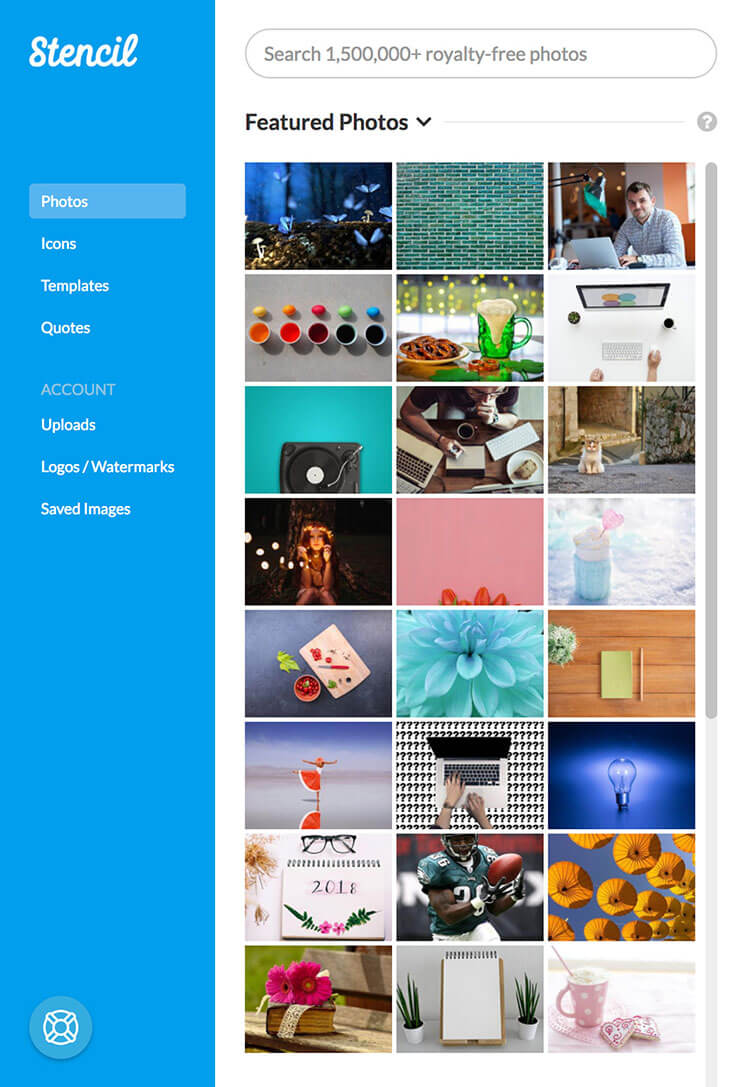 Stencil
Search 1,500,000+ royalty-free photos
Featured Photos
?
Photos
Icons
Templates
Quotes
ACCOUNT
Uploads
Logos / Watermarks
Saved Images
2018
36